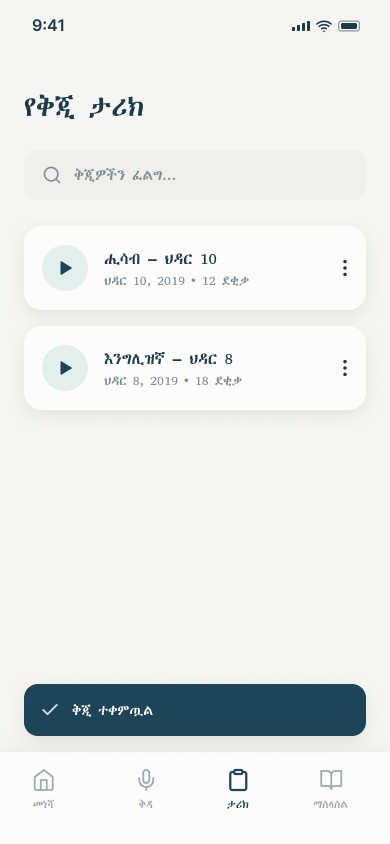 9:41
የቅጂ ታሪክ
ቅጂዎችን ፈልግ...
ሒሳብ – ህዳር 10
ህዳር 10, 2019 • 12 ደቂቃ
እንግሊዝኛ – ህዳር 8
ህዳር 8, 2019 • 18 ደቂቃ
ቅጂ ተቀምጧል
መነሻ
ቅዳ
ታሪክ
ማሰላሰል